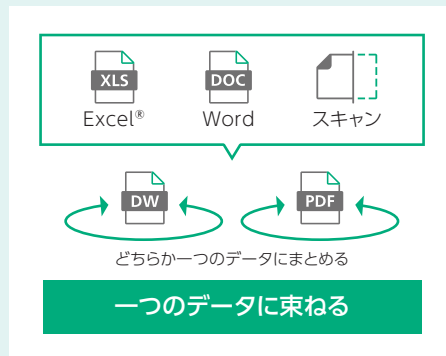 XLS DOC
Excel® Word スキャン
DW PDF
どちらか一つのデータにまとめる
一つのデータに束ねる